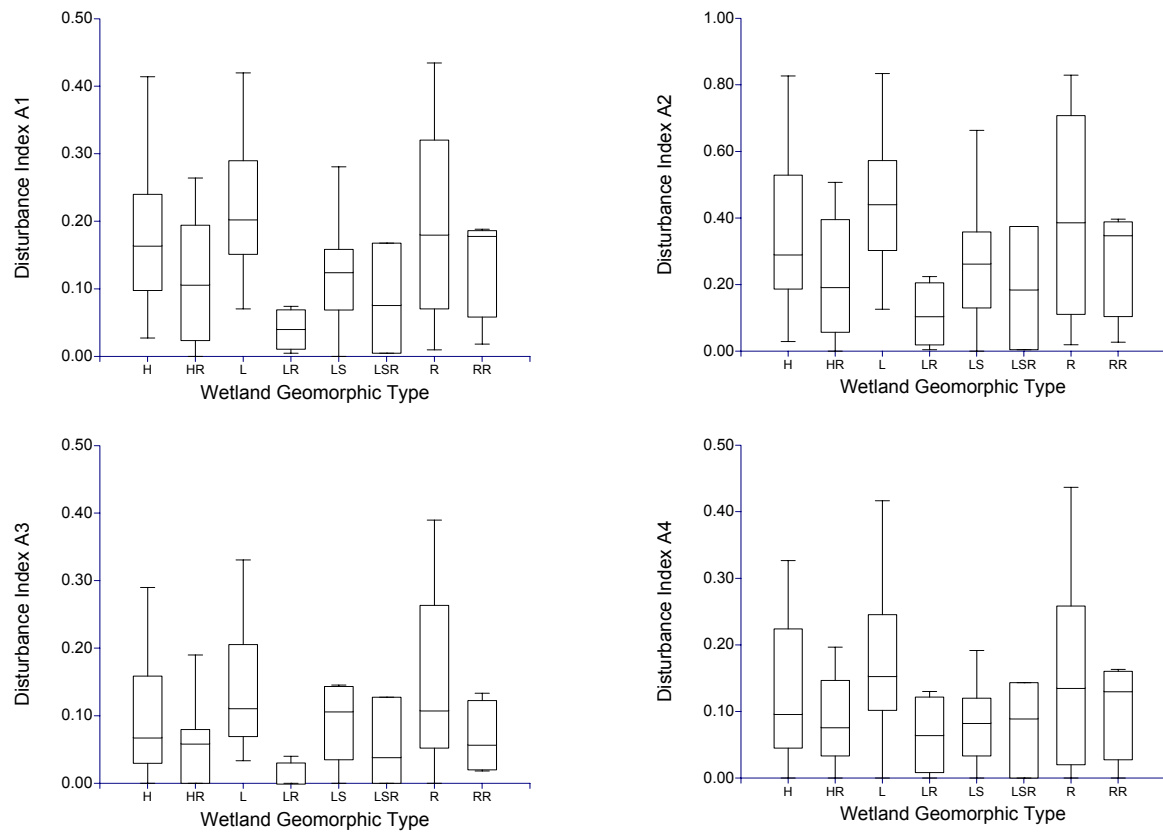 Disturbance Index A1
0.50
0.40
0.30
0.20
0.10
0.00
H HR L LR LS LSR R RR
Wetland Geomorphic Type
Disturbance Index A2
1.00
0.80
0.60
0.40
0.20
0.00
H HR L LR LS LSR R RR
Wetland Geomorphic Type
Disturbance Index A3
0.50
0.40
0.30
0.20
0.10
0.00
H HR L LR LS LSR R RR
Wetland Geomorphic Type
Disturbance Index A4
0.50
0.40
0.30
0.20
0.10
0.00
H HR L LR LS LSR R RR
Wetland Geomorphic Type